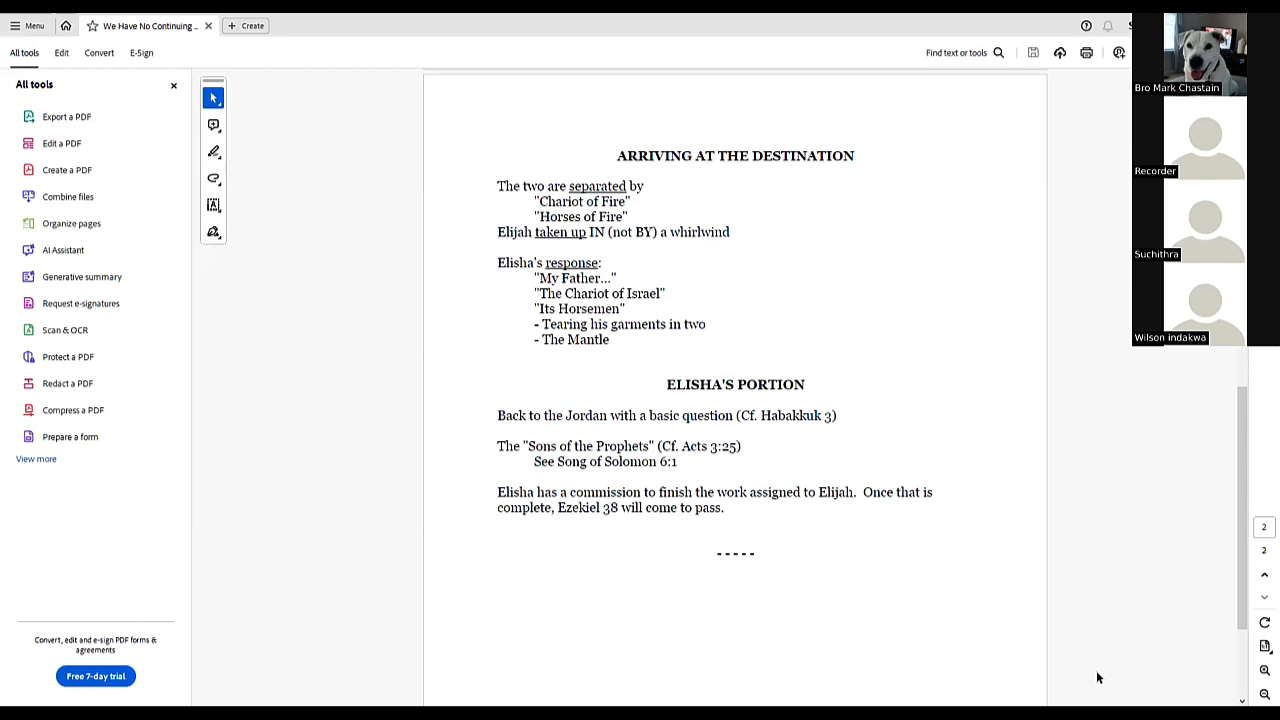 Menu
We Have No Continuing ...
Create
All tools
Edit
Convert
E-Sign
Find text or tools
All tools
Export a PDF
Edit a PDF
Create a PDF
Combine files
Organize pages
AI Assistant
Generative summary
Request e-signatures
Scan & OCR
Protect a PDF
Redact a PDF
Compress a PDF
Prepare a form
View more
Convert, edit and e-sign PDF forms &
agreements
Free 7-day trial
ARRIVING AT THE DESTINATION
The two are separated by
"Chariot of Fire"
"Horses of Fire"
Elijah taken up IN (not BY) a whirlwind
Elisha's response:
"My Father..."
"The Chariot of Israel"
"Its Horsemen"
- Tearing his garments in two
- The Mantle
ELISHA'S PORTION
Back to the Jordan with a basic question (Cf. Habakkuk 3)
The "Sons of the Prophets" (Cf. Acts 3:25)
See Song of Solomon 6:1
Elisha has a commission to finish the work assigned to Elijah.  Once that is
complete, Ezekiel 38 will come to pass.
- - - - -
Bro Mark Chastain
Recorder
Suchithra
Wilson indakwa
2
2